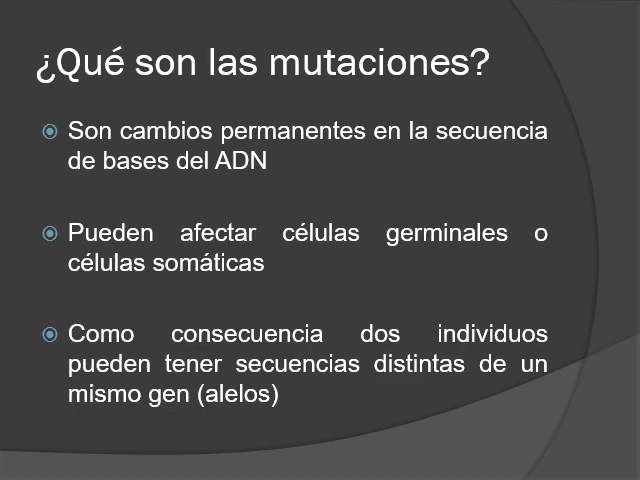 ¿Qué son las mutaciones?
Son cambios permanentes en la secuencia
de bases del ADN
Pueden afectar células germinales o
células somáticas
Como consecuencia dos individuos
pueden tener secuencias distintas de un
mismo gen (alelos)